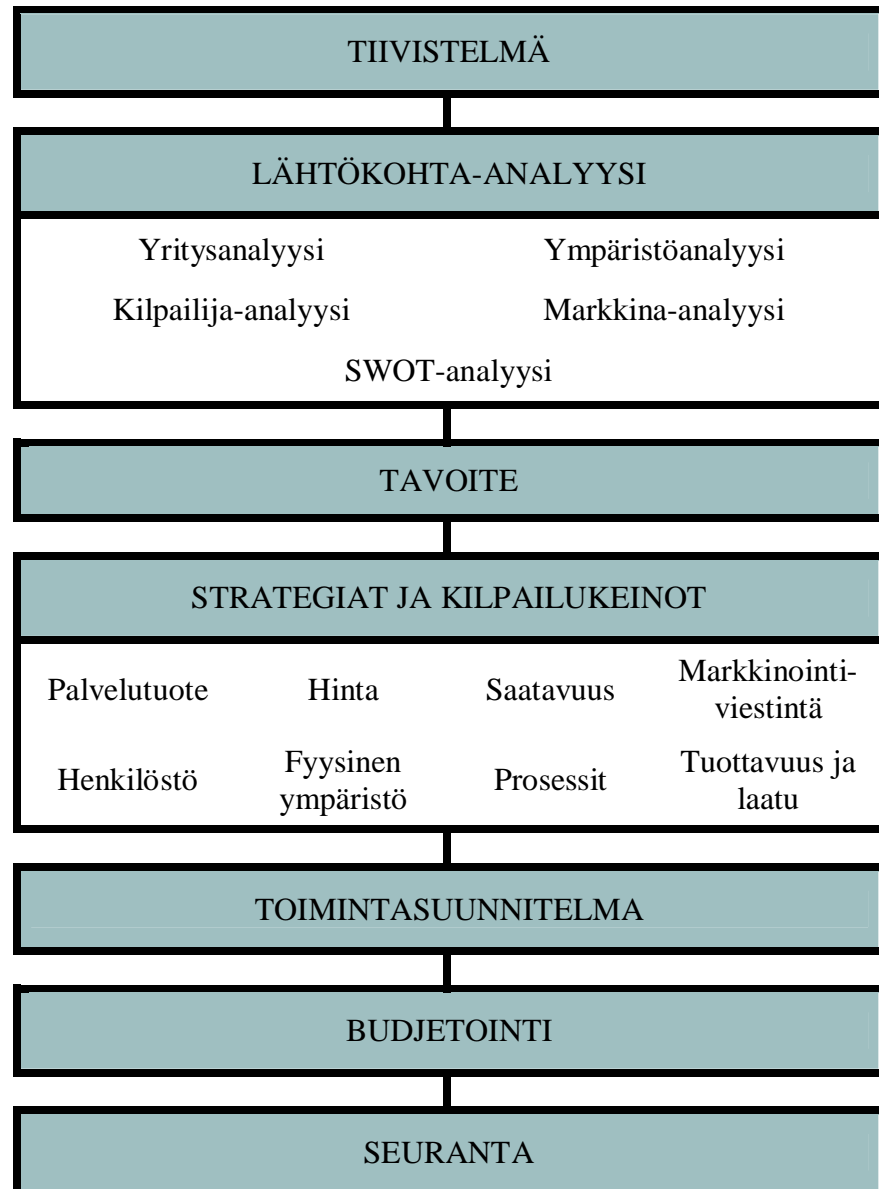 TIIVISTELMÄ
LÄHTÖKOHTA-ANALYYSI
Yritysanalyysi Ympäristöanalyysi
Kilpailija-analyysi Markkina-analyysi
SWOT-analyysi
TAVOITE
STRATEGIAT JA KILPAILUKEINOT
Palvelutuote Hinta Saatavuus Markkinointi-
viestintä
Henkilöstö Fyysinen
ympäristö Prosessit Tuottavuus ja
laatu
TOIMINTASUUNNITELMA
BUDJETOINTI
SEURANTA